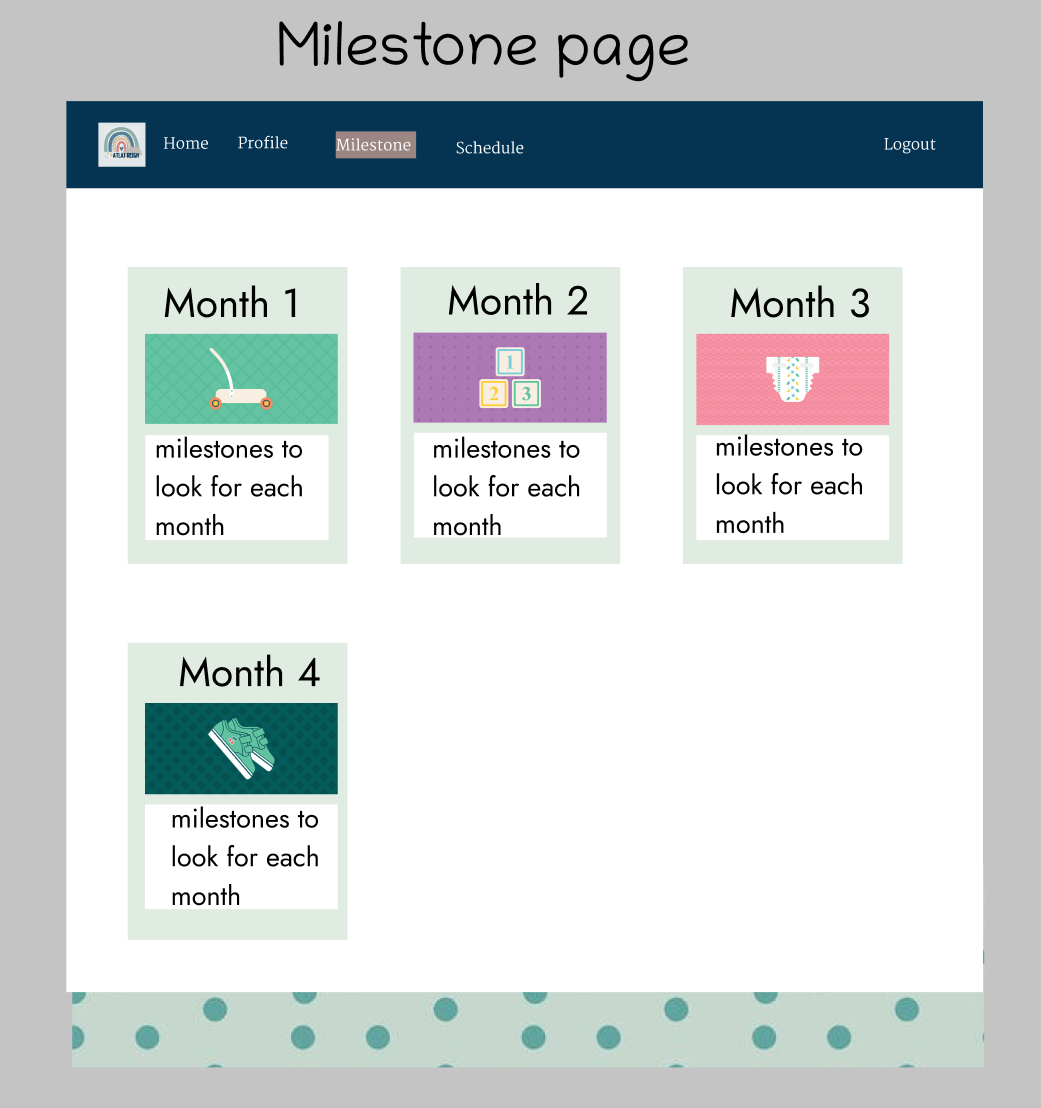 Milestone page
ATLAS REIGN
Home Profile Milestone Schedule Logout
Month 1
1
2 3
milestones to
look for each
month
Month 2
milestones to
look for each
month
Month 3
milestones to
look for each
month
Month 4
milestones to
look for each
month